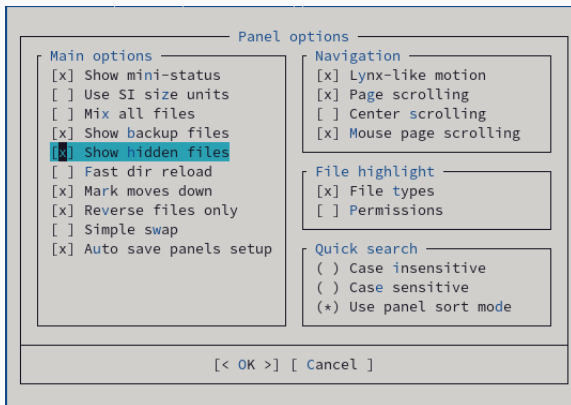 Panel options
Main options
[x] Show mini-status
[ ] Use SI size units
[ ] Mix all files
[x] Show backup files
[x] Show hidden files
[ ] Fast dir reload
[x] Mark moves down
[x] Reverse files only
[ ] Simple swap
[x] Auto save panels setup
Navigation
[x] Lynx-like motion
[x] Page scrolling
[ ] Center scrolling
[x] Mouse page scrolling
File highlight
[x] File types
[ ] Permissions
Quick search
( ) Case insensitive
( ) Case sensitive
(*) Use panel sort mode
[< OK >] [ Cancel ]